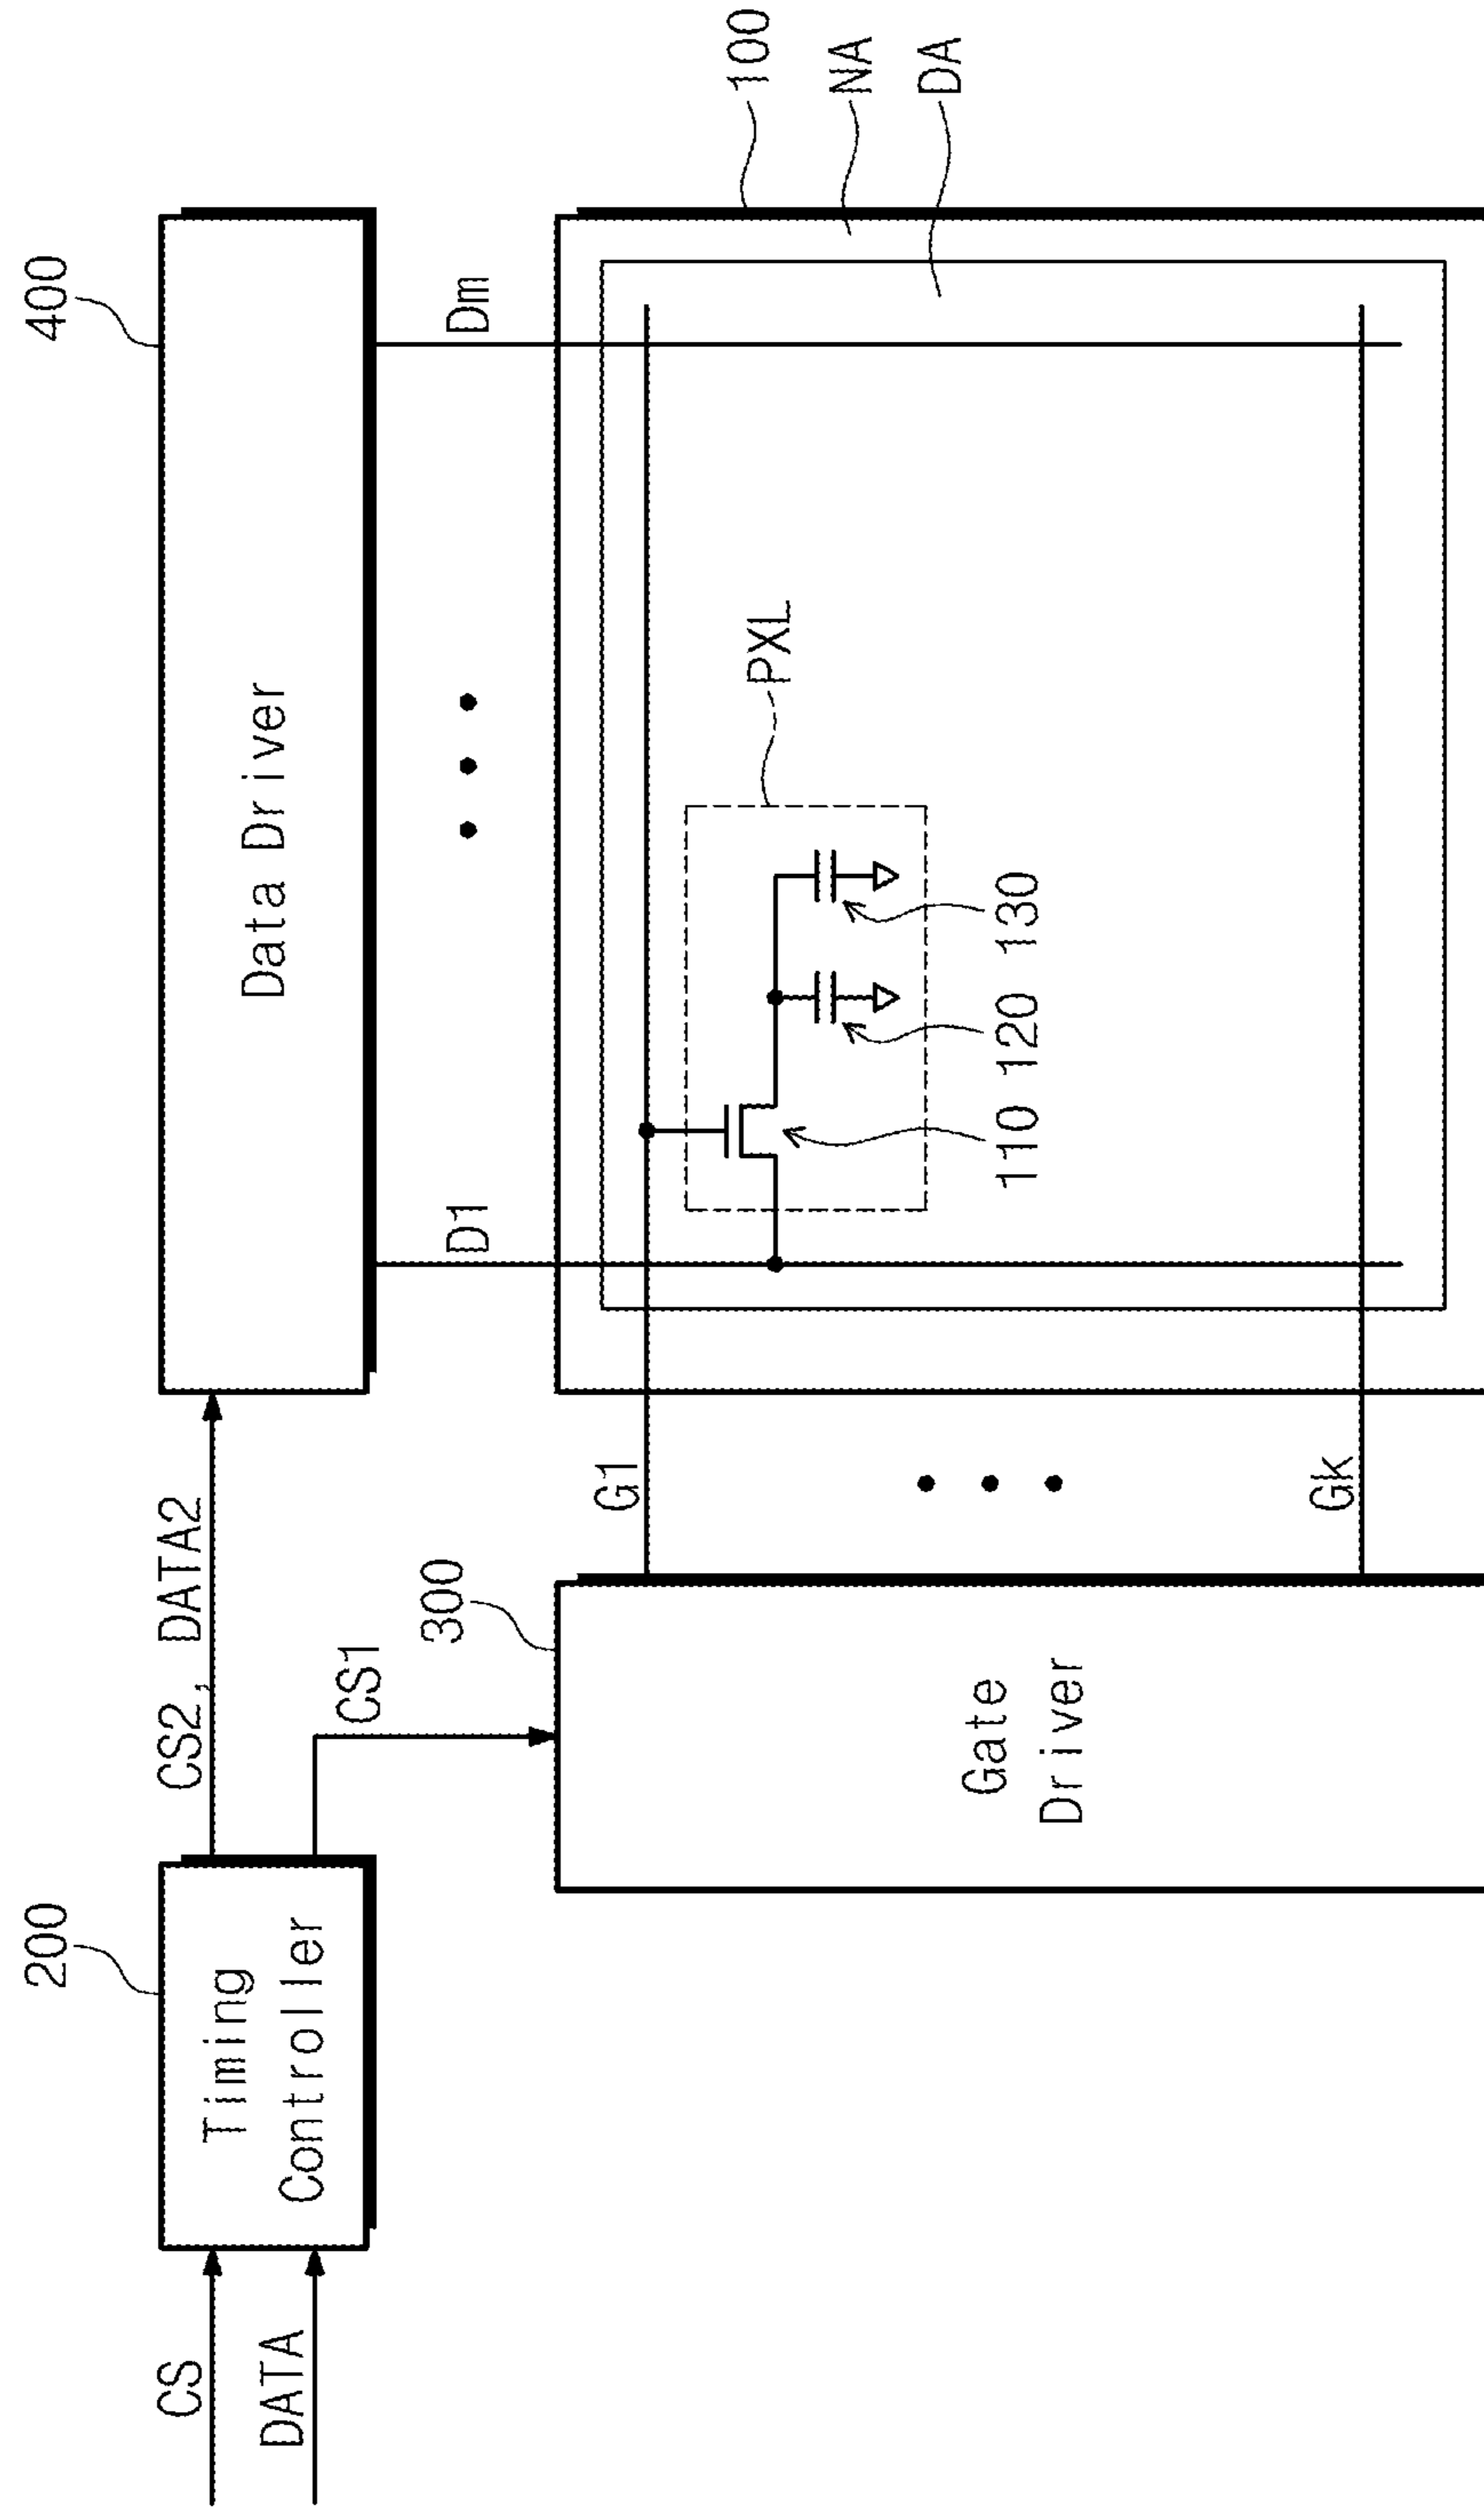 400
200
CS
DATA
Timing
Controller
CS2, DATA2
Data Driver
CS1
300
D1
Dm
100
NA
DA
G1
PXL
Gate
Driver
110
120
130
Gk